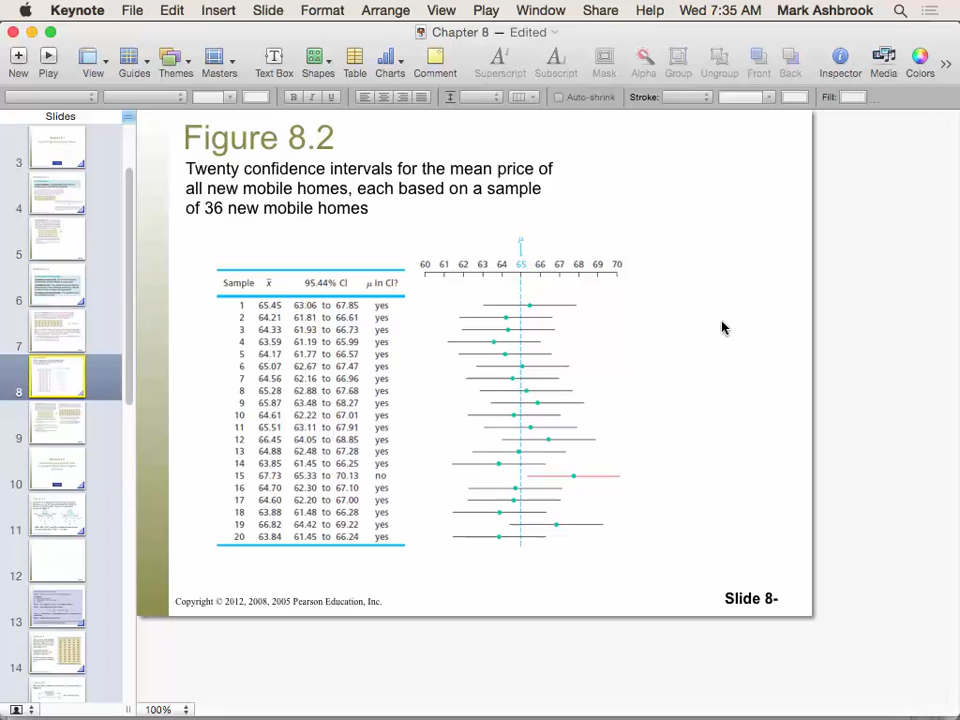 Keynote File Edit Insert Slide Format Arrange View Play Window Share Help Wed 7:35 AM Mark Ashbrook
Chapter 8 — Edited
New Play View Guides Themes Masters Text Box Shapes Table Charts Comment Superscript Subscript Mask Alpha Group Ungroup Front Back Inspector Media Colors
B I U Auto-shrink Stroke: Fill:
Slides
3
4
5
6
7
8
9
10
11
12
13
14
Figure 8.2
Twenty confidence intervals for the mean price of
all new mobile homes, each based on a sample
of 36 new mobile homes
μ
60 61 62 63 64 65 66 67 68 69 70
Sample x̄ 95.44% CI μ in CI?
1 65.45 63.06 to 67.85 yes
2 64.21 61.81 to 66.61 yes
3 64.33 61.93 to 66.73 yes
4 63.59 61.19 to 65.99 yes
5 64.17 61.77 to 66.57 yes
6 65.07 62.67 to 67.47 yes
7 64.56 62.16 to 66.96 yes
8 65.28 62.88 to 67.68 yes
9 65.87 63.48 to 68.27 yes
10 64.61 62.22 to 67.01 yes
11 65.51 63.11 to 67.91 yes
12 66.45 64.05 to 68.85 yes
13 64.88 62.48 to 67.28 yes
14 63.85 61.45 to 66.25 yes
15 67.73 65.33 to 70.13 no
16 64.70 62.30 to 67.10 yes
17 64.60 62.20 to 67.00 yes
18 63.88 61.48 to 66.28 yes
19 66.82 64.42 to 69.22 yes
20 63.84 61.45 to 66.24 yes
Copyright © 2012, 2008, 2005 Pearson Education, Inc.
Slide 8-
100%